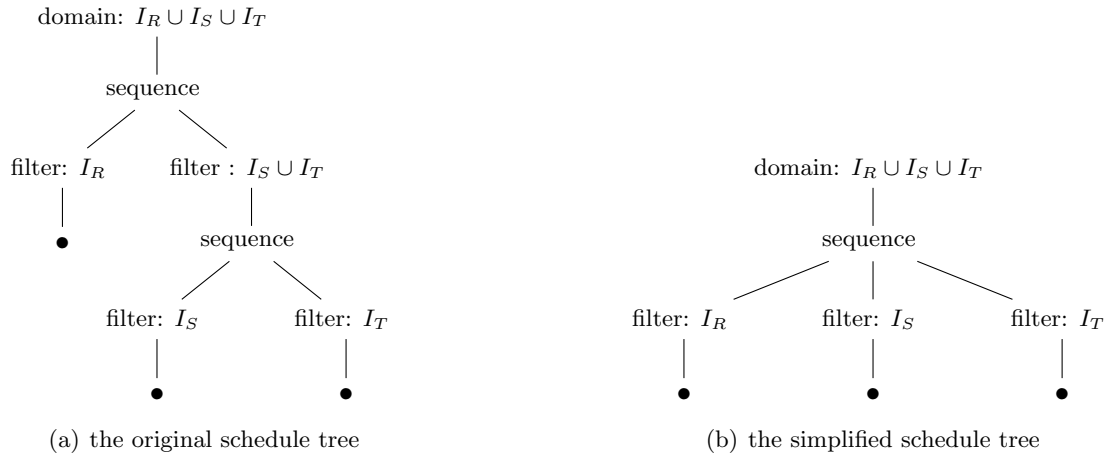 domain: I_R ∪ I_S ∪ I_T
sequence
filter: I_R
filter : I_S ∪ I_T
sequence
filter: I_S
filter: I_T
(a) the original schedule tree
domain: I_R ∪ I_S ∪ I_T
sequence
filter: I_R
filter: I_S
filter: I_T
(b) the simplified schedule tree